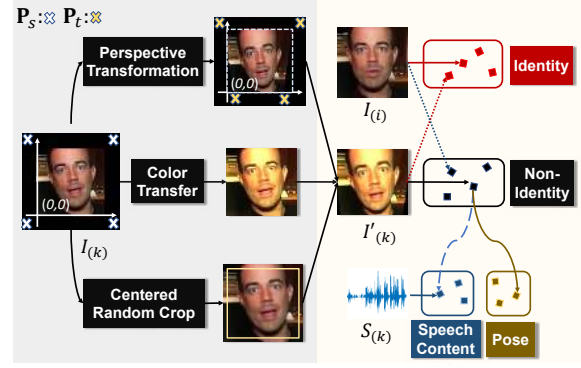 P_s: P_t:
Perspective
Transformation
(0,0)
(0,0)
I_(k)
Color
Transfer
Centered
Random Crop
I_(i)
Identity
I'_(k)
Non-
Identity
S_(k)
Speech
Content
Pose